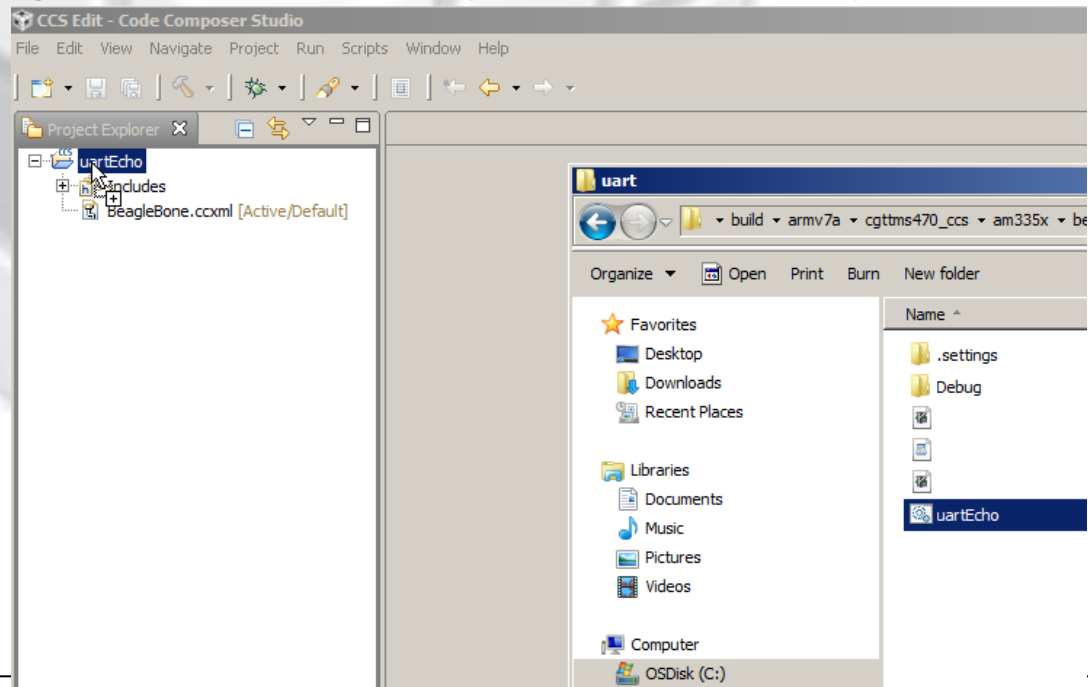 CCS Edit - Code Composer Studio
File Edit View Navigate Project Run Scripts Window Help
Project Explorer
uartEcho
Includes
BeagleBone.ccxml [Active/Default]
uart
build armv7a cgttms470_ccs am335x be
Organize Open Print Burn New folder
Favorites
Desktop
Downloads
Recent Places
Libraries
Documents
Music
Pictures
Videos
Computer
OSDisk (C:)
Name
.settings
Debug
uartEcho